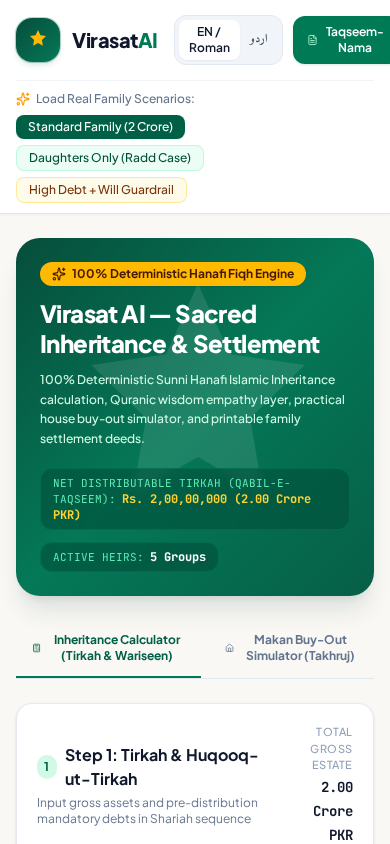 VirasatAI
EN /
Roman
اردو
Taqseem-
Nama
Load Real Family Scenarios:
Standard Family (2 Crore)
Daughters Only (Radd Case)
High Debt + Will Guardrail
100% Deterministic Hanafi Fiqh Engine
Virasat AI — Sacred
Inheritance & Settlement
100% Deterministic Sunni Hanafi Islamic Inheritance
calculation, Quranic wisdom empathy layer, practical
house buy-out simulator, and printable family
settlement deeds.
NET DISTRIBUTABLE TIRKAH (QABIL-E-
TAQSEEM): Rs. 2,00,00,000 (2.00 Crore
PKR)
ACTIVE HEIRS: 5 Groups
Inheritance Calculator
(Tirkah & Wariseen)
Makan Buy-Out
Simulator (Takhruj)
1
Step 1: Tirkah & Huqooq-
ut-Tirkah
Input gross assets and pre-distribution
mandatory debts in Shariah sequence
TOTAL
GROSS
ESTATE
2.00
Crore
PKR